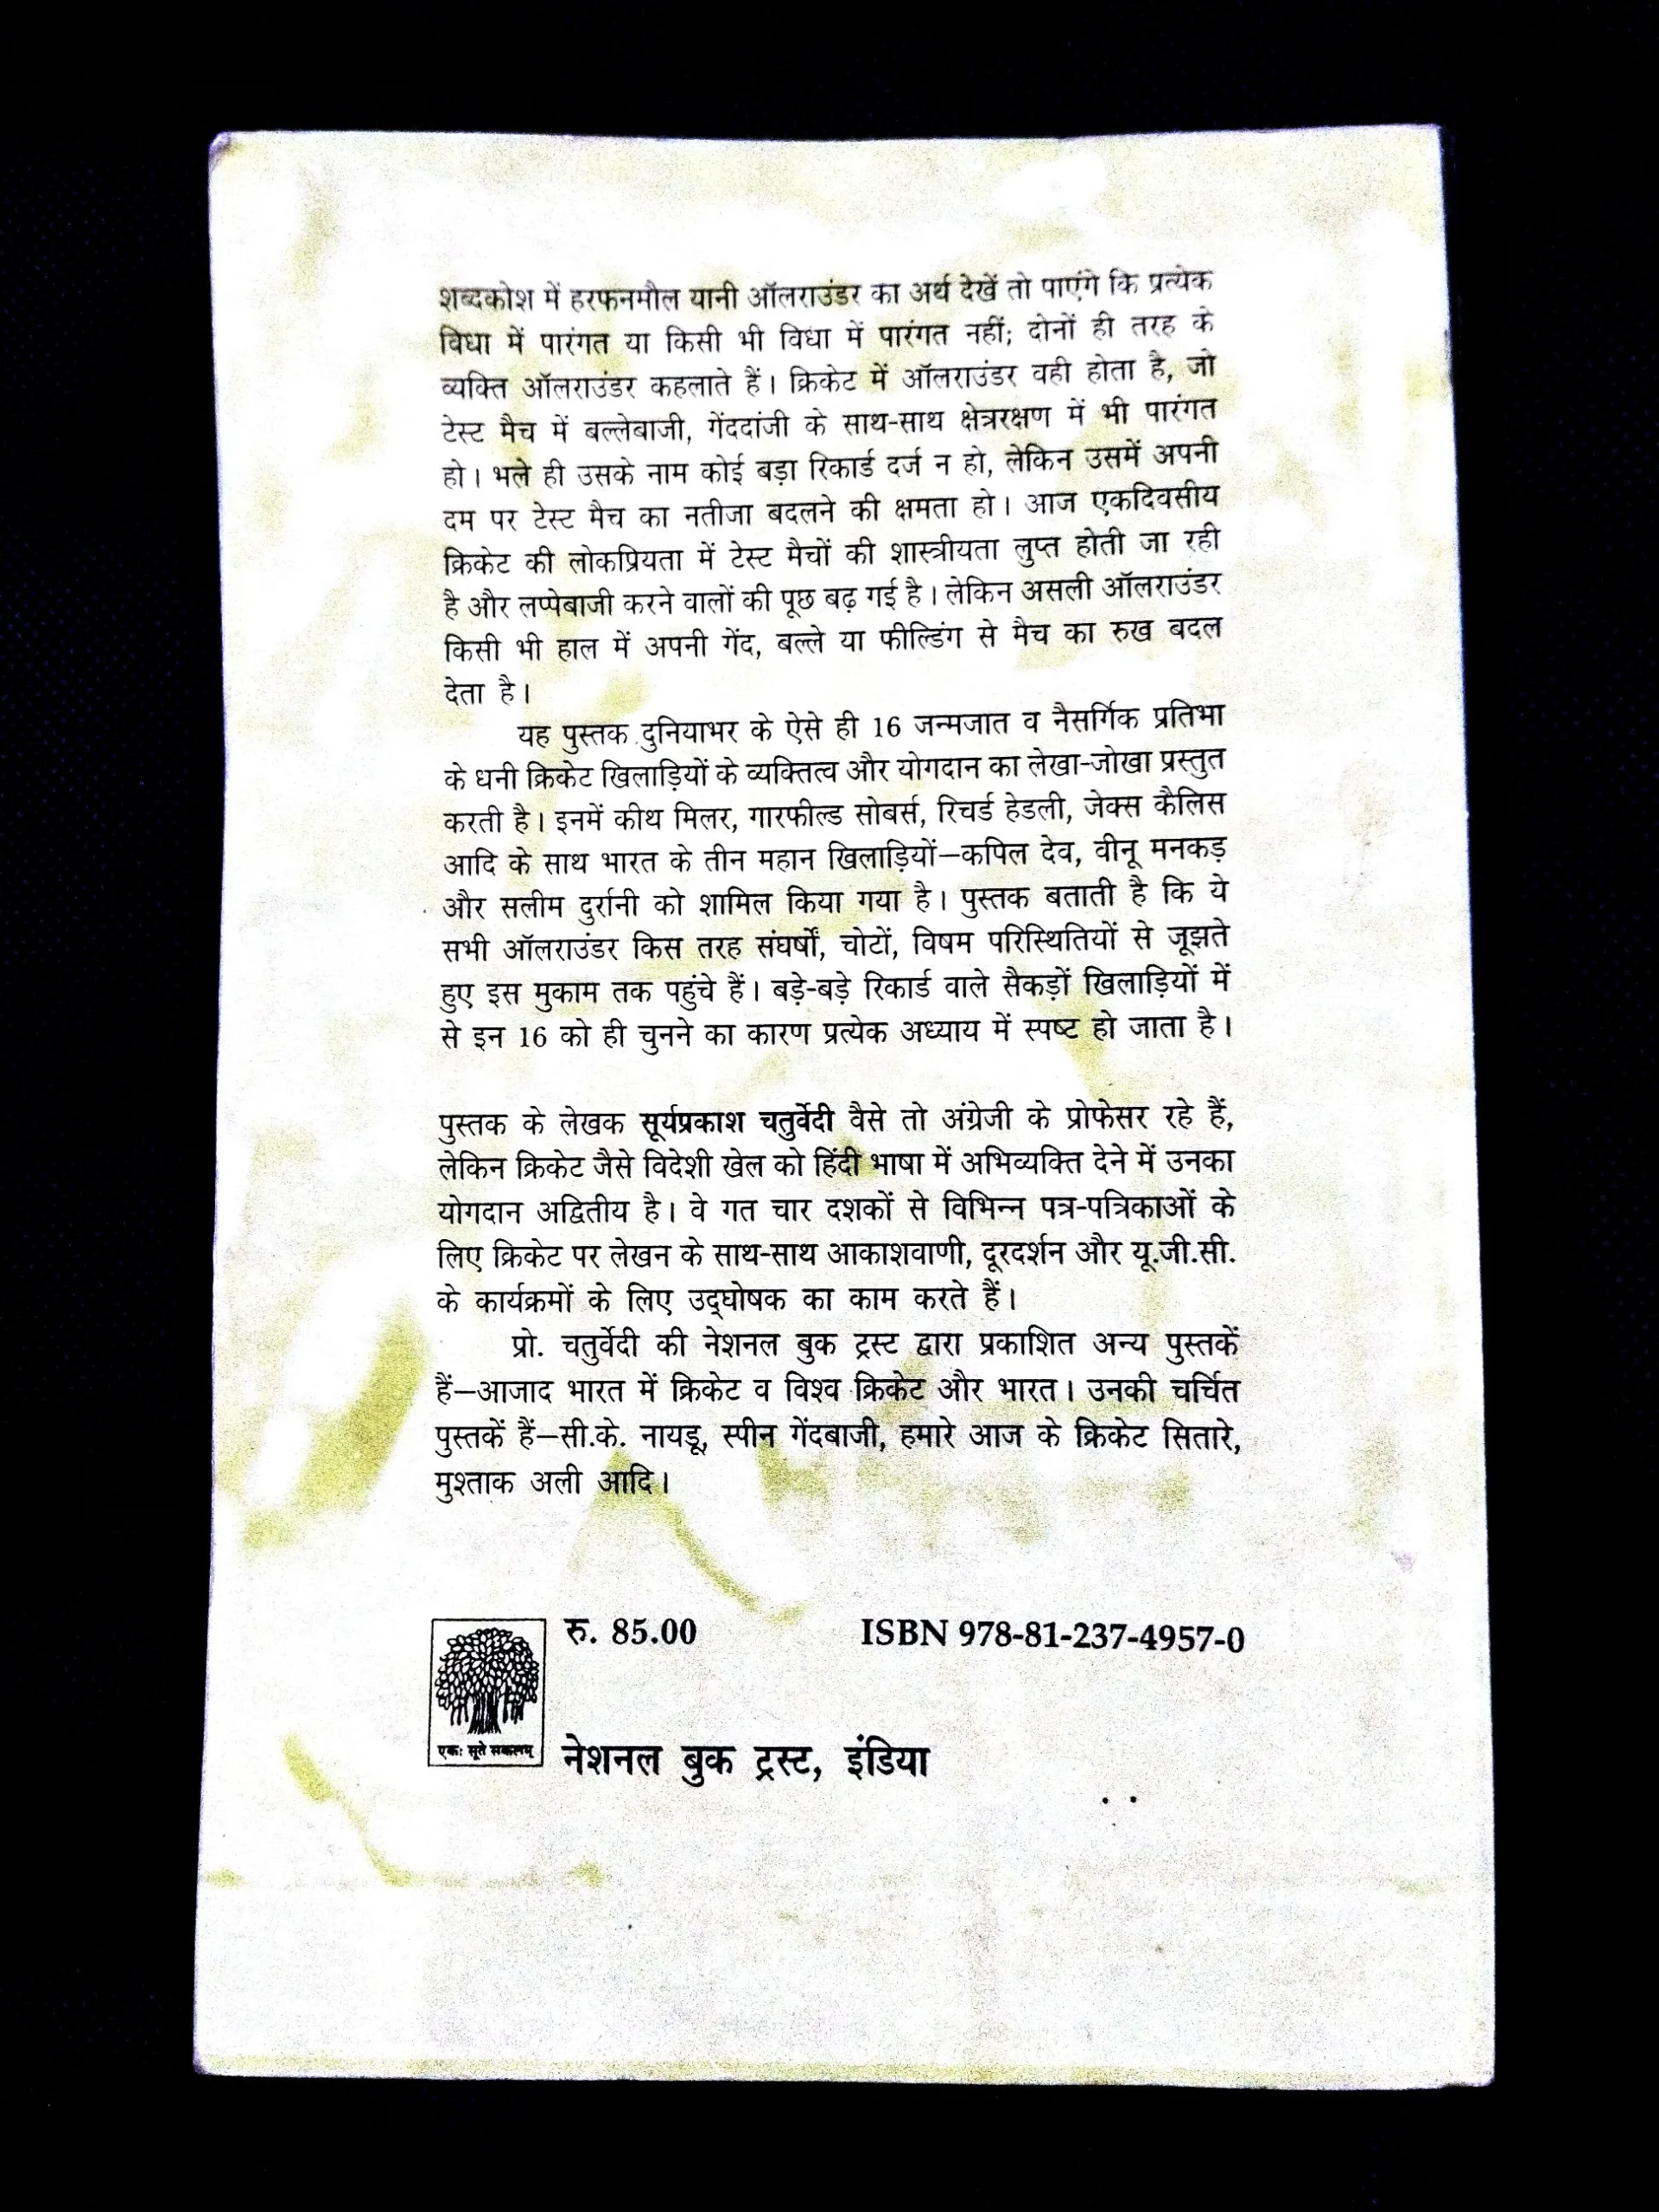 शब्दकोश में हरफनमौल यानी ऑलराउंडर का अर्थ देखें तो पाएंगे कि प्रत्येक
विधा में पारंगत या किसी भी विधा में पारंगत नहीं; दोनों ही तरह के
व्यक्ति ऑलराउंडर कहलाते हैं। क्रिकेट में ऑलराउंडर वही होता है, जो
टेस्ट मैच में बल्लेबाजी, गेंददांजी के साथ-साथ क्षेत्ररक्षण में भी पारंगत
हो। भले ही उसके नाम कोई बड़ा रिकार्ड दर्ज न हो, लेकिन उसमें अपनी
दम पर टेस्ट मैच का नतीजा बदलने की क्षमता हो। आज एकदिवसीय
क्रिकेट की लोकप्रियता में टेस्ट मैचों की शास्त्रीयता लुप्त होती जा रही
है और लप्पेबाजी करने वालों की पूछ बढ़ गई है। लेकिन असली ऑलराउंडर
किसी भी हाल में अपनी गेंद, बल्ले या फील्डिंग से मैच का रुख बदल
देता है।
यह पुस्तक दुनियाभर के ऐसे ही 16 जन्मजात व नैसर्गिक प्रतिभा
के धनी क्रिकेट खिलाड़ियों के व्यक्तित्व और योगदान का लेखा-जोखा प्रस्तुत
करती है। इनमें कीथ मिलर, गारफील्ड सोबर्स, रिचर्ड हेडली, जेक्स कैलिस
आदि के साथ भारत के तीन महान खिलाड़ियों—कपिल देव, वीनू मनकड़
और सलीम दुर्रानी को शामिल किया गया है। पुस्तक बताती है कि ये
सभी ऑलराउंडर किस तरह संघर्षों, चोटों, विषम परिस्थितियों से जूझते
हुए इस मुकाम तक पहुंचे हैं। बड़े-बड़े रिकार्ड वाले सैकड़ों खिलाड़ियों में
से इन 16 को ही चुनने का कारण प्रत्येक अध्याय में स्पष्ट हो जाता है।
पुस्तक के लेखक सूर्यप्रकाश चतुर्वेदी वैसे तो अंग्रेजी के प्रोफेसर रहे हैं,
लेकिन क्रिकेट जैसे विदेशी खेल को हिंदी भाषा में अभिव्यक्ति देने में उनका
योगदान अद्वितीय है। वे गत चार दशकों से विभिन्न पत्र-पत्रिकाओं के
लिए क्रिकेट पर लेखन के साथ-साथ आकाशवाणी, दूरदर्शन और यू.जी.सी.
के कार्यक्रमों के लिए उद्घोषक का काम करते हैं।
प्रो. चतुर्वेदी की नेशनल बुक ट्रस्ट द्वारा प्रकाशित अन्य पुस्तकें
हैं—आजाद भारत में क्रिकेट व विश्व क्रिकेट और भारत। उनकी चर्चित
पुस्तकें हैं—सी.के. नायडू, स्पीन गेंदबाजी, हमारे आज के क्रिकेट सितारे,
मुश्ताक अली आदि।
रु. 85.00 ISBN 978-81-237-4957-0
एकः सूते सकलम्
नेशनल बुक ट्रस्ट, इंडिया